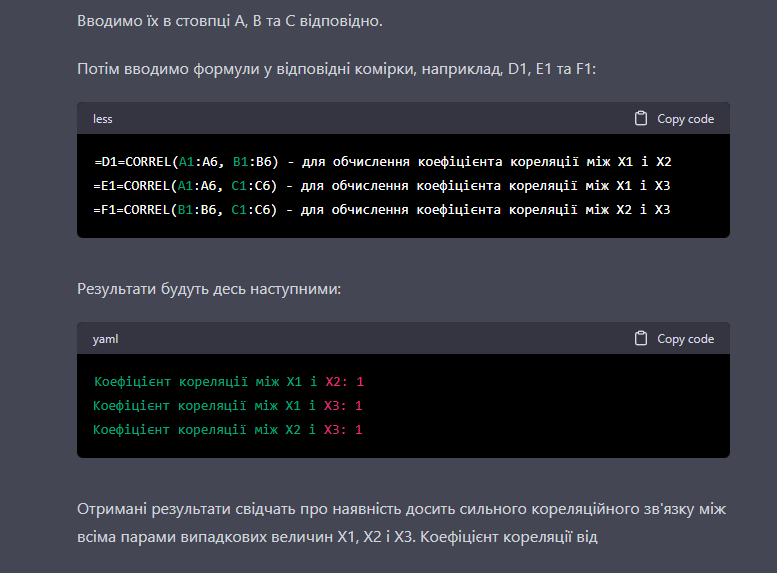 Вводимо їх в стовпці A, B та C відповідно.
Потім вводимо формули у відповідні комірки, наприклад, D1, E1 та F1:
less
Copy code
=D1=CORREL(A1:A6, B1:B6) - для обчислення коефіцієнта кореляції між X1 і X2
=E1=CORREL(A1:A6, C1:C6) - для обчислення коефіцієнта кореляції між X1 і X3
=F1=CORREL(B1:B6, C1:C6) - для обчислення коефіцієнта кореляції між X2 і X3
Результати будуть десь наступними:
yaml
Copy code
Коефіцієнт кореляції між X1 і X2: 1
Коефіцієнт кореляції між X1 і X3: 1
Коефіцієнт кореляції між X2 і X3: 1
Отримані результати свідчать про наявність досить сильного кореляційного зв'язку між
всіма парами випадкових величин X1, X2 і X3. Коефіцієнт кореляції від